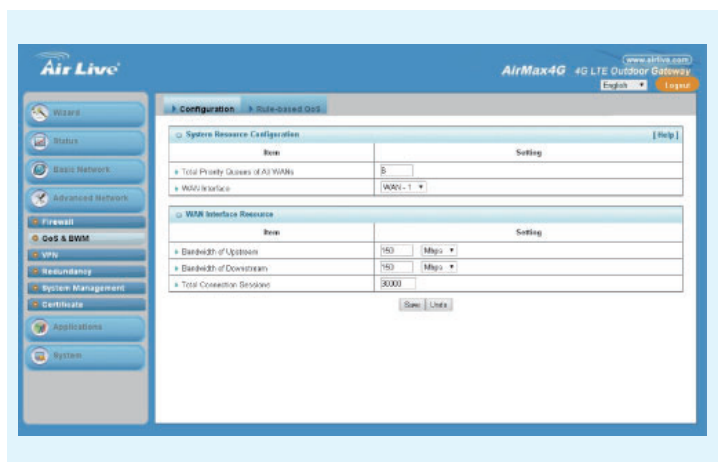 Air Live
www.airlive.com
AirMax4G 4G LTE Outdoor Gateway
English
Logout
Wizard
Status
Basic Network
Advanced Network
Firewall
QoS & BWM
VPN
Redundancy
System Management
Certificate
Applications
System
Configuration Rule-based QoS
System Resource Configuration [ Help ]
Item Setting
Total Priority Queues of All WANs 6
WAN Interface WAN - 1
WAN Interface Resource
Item Setting
Bandwidth of Upstream 150 Mbps
Bandwidth of Downstream 150 Mbps
Total Connection Sessions 30000
Save Undo